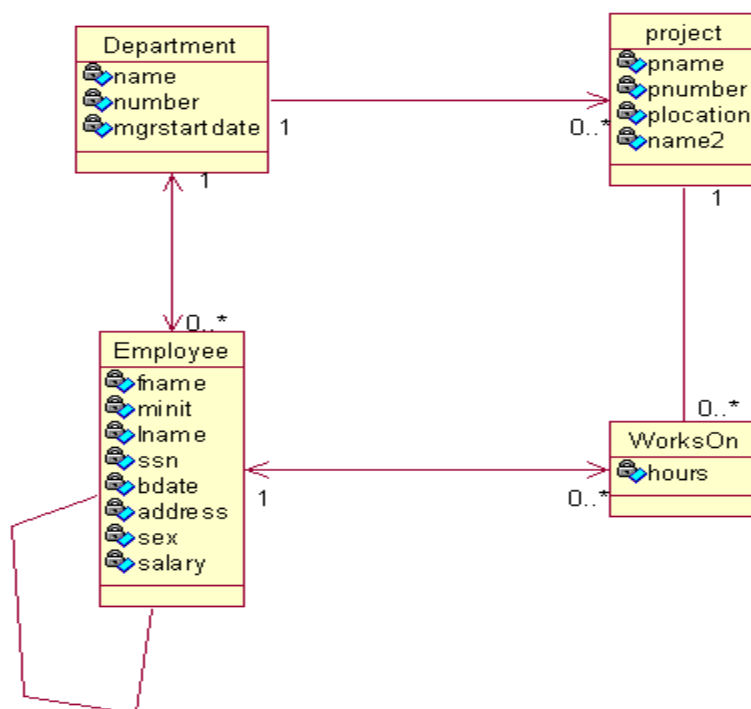 Department
name
number
mgrstartdate
project
pname
pnumber
plocation
name2
1
0..*
1
1
0..*
Employee
fname
minit
lname
ssn
bdate
address
sex
salary
0..*
WorksOn
hours
1
0..*